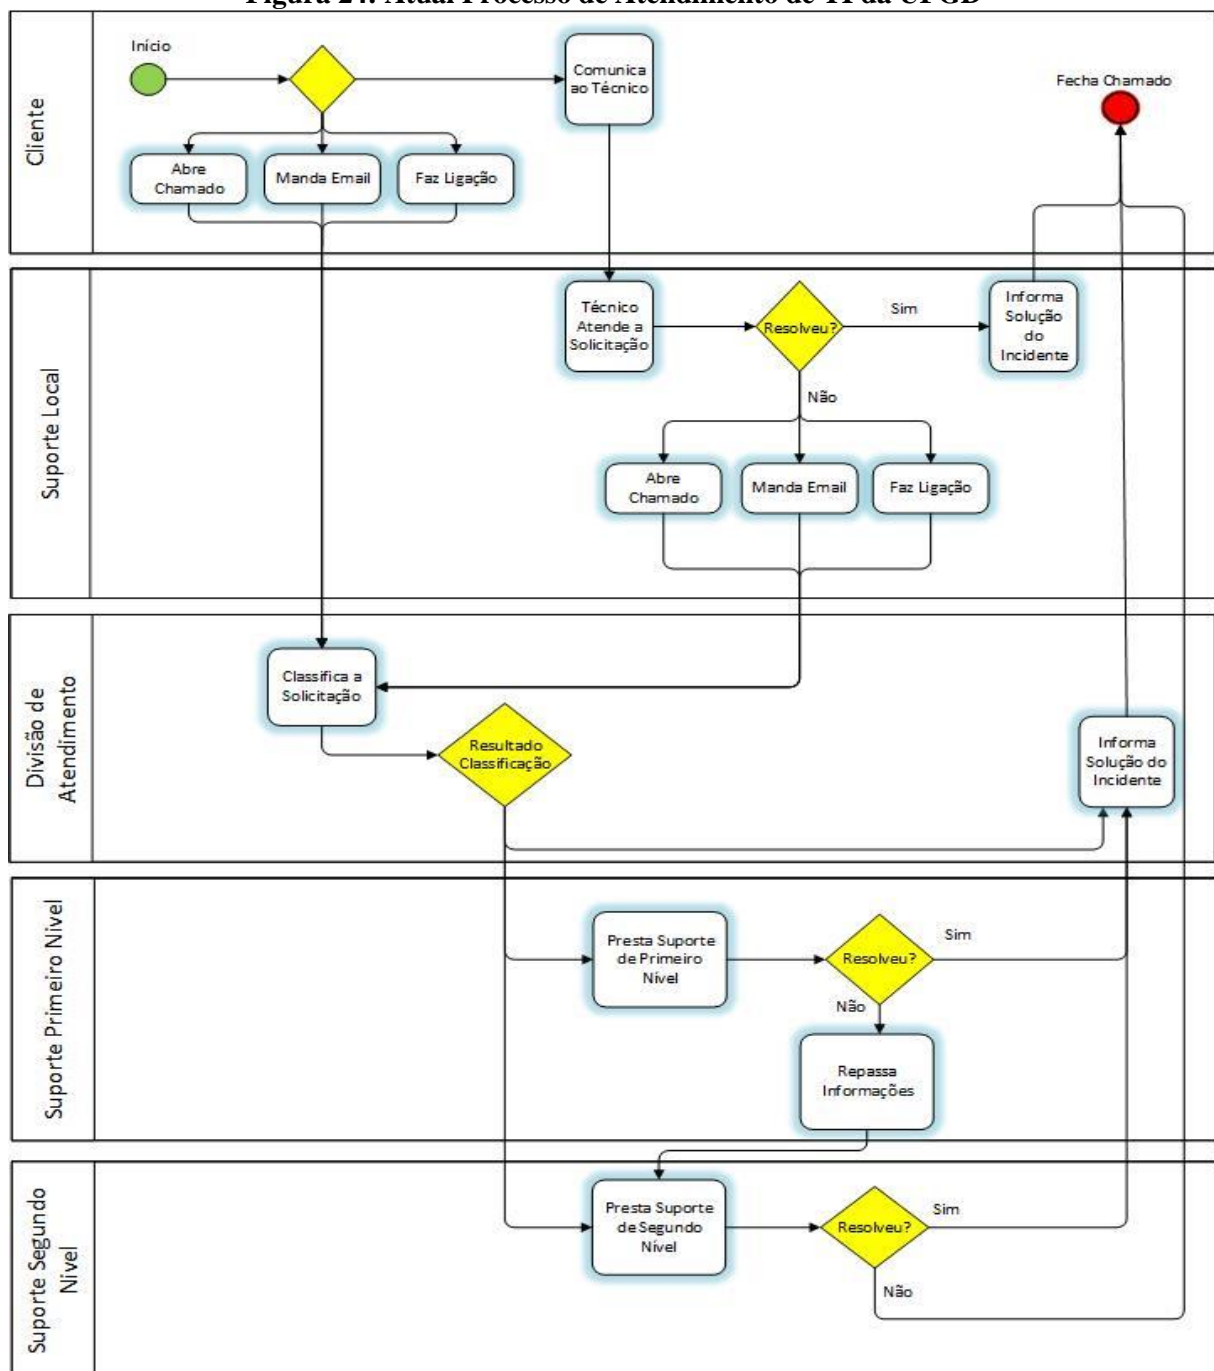 Figura 24: Atual Processo de Atendimento de TI da UFGD
Cliente
Início
Comunica
ao Técnico
Fecha Chamado
Abre
Chamado
Manda Email
Faz Ligação
Suporte Local
Técnico
Atende a
Solicitação
Resolveu?
Sim
Informa
Solução
do
Incidente
Não
Abre
Chamado
Manda Email
Faz Ligação
Divisão de
Atendimento
Classifica a
Solicitação
Resultado
Classificação
Informa
Solução do
Incidente
Suporte Primeiro Nível
Presta Suporte
de Primeiro
Nível
Resolveu?
Sim
Não
Repassa
Informações
Suporte Segundo
Nível
Presta Suporte
de Segundo
Nível
Resolveu?
Sim
Não